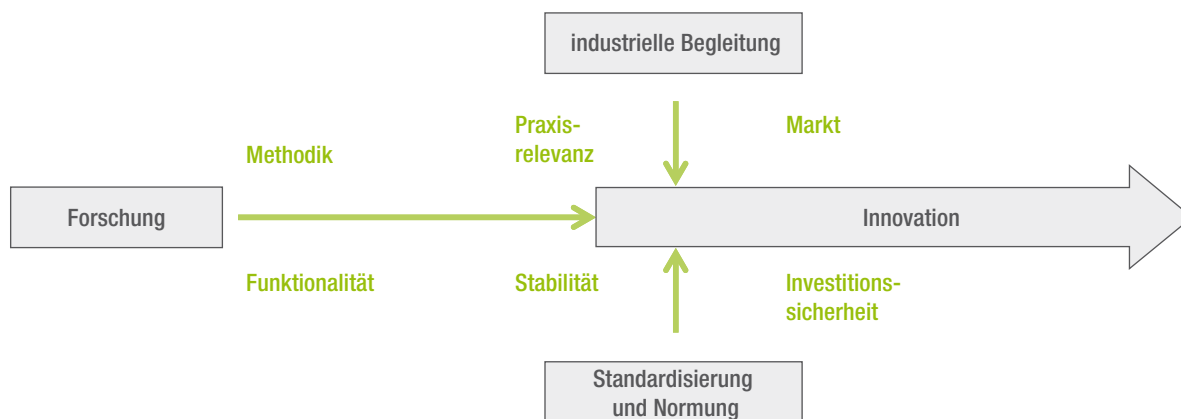 industrielle Begleitung
Praxis-
relevanz
Markt
Methodik
Forschung
Innovation
Funktionalität
Stabilität
Investitions-
sicherheit
Standardisierung
und Normung